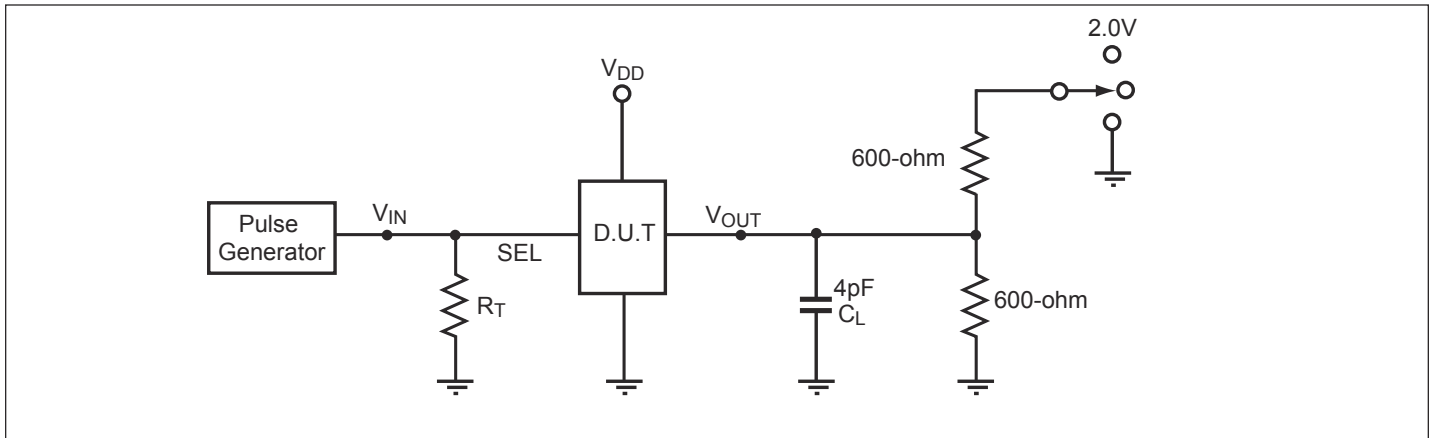 2.0V
VDD
600-ohm
Pulse
Generator
VIN
SEL
D.U.T
VOUT
RT
4pF
CL
600-ohm